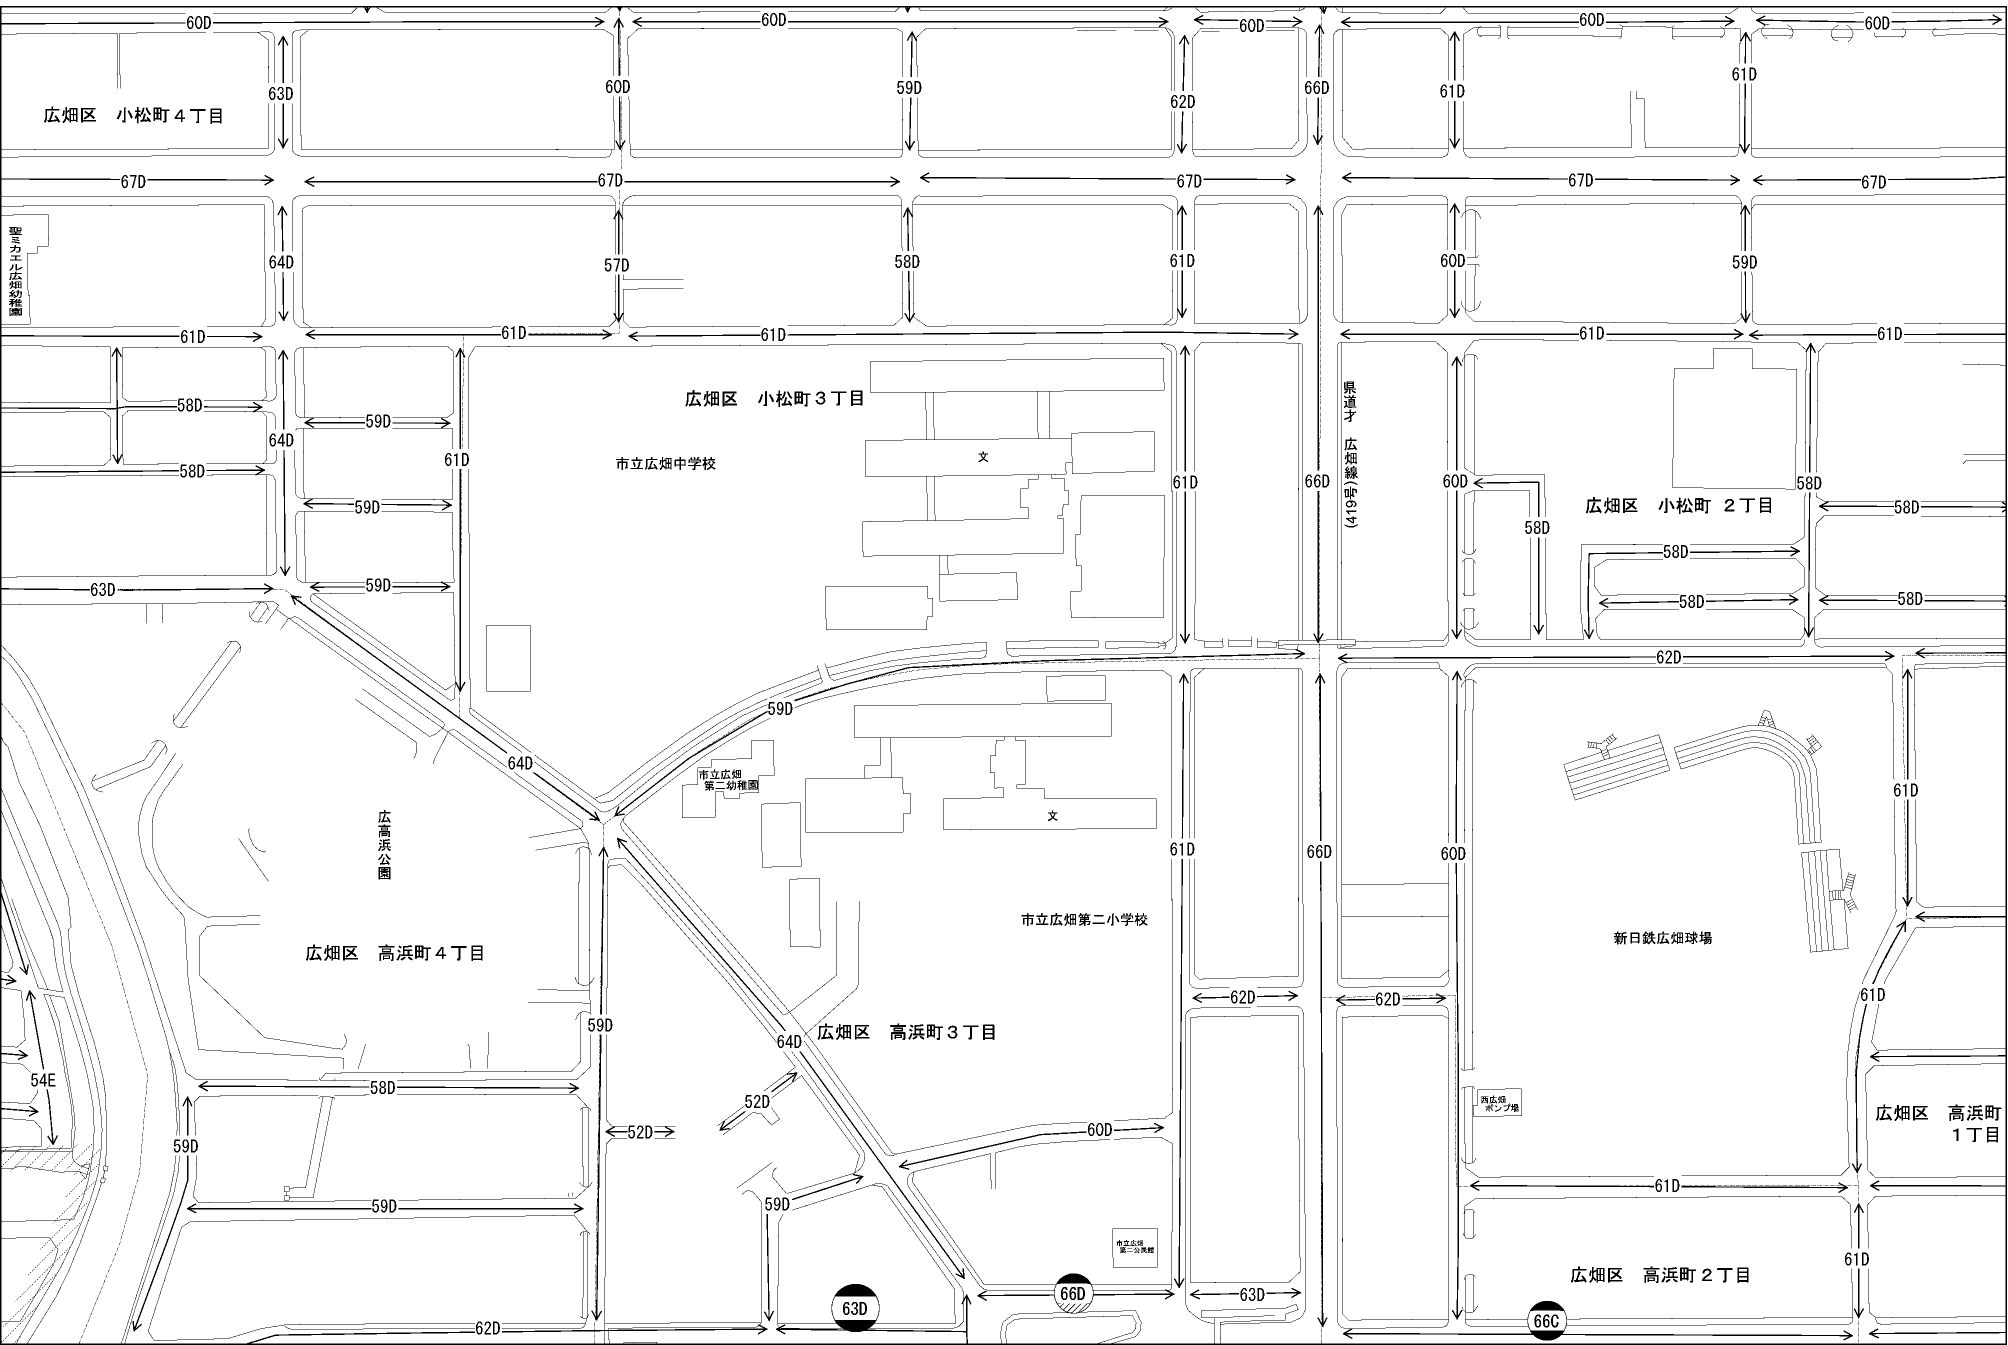 60D
60D
60D
60D
60D
63D
60D
59D
62D
66D
61D
61D
広畑区　小松町４丁目
67D
67D
67D
67D
67D
聖ミカエル広畑幼稚園
64D
57D
58D
61D
60D
59D
61D
61D
61D
61D
61D
58D
59D
64D
61D
58D
59D
59D
63D
広畑区　小松町３丁目
市立広畑中学校
文
61D
66D
県道才　広畑線(419号)
60D
58D
広畑区　小松町 ２丁目
58D
58D
58D
58D
58D
62D
59D
64D
市立広畑
第二幼稚園
文
61D
66D
60D
61D
広高浜公園
広畑区　高浜町４丁目
市立広畑第二小学校
新日鉄広畑球場
62D
62D
61D
59D
広畑区　高浜町３丁目
64D
54E
58D
52D
52D
60D
59D
59D
59D
西広畑
ポンプ場
広畑区　高浜町
１丁目
61D
市立広畑
第二公民館
61D
広畑区　高浜町２丁目
63D
66D
63D
66C
62D